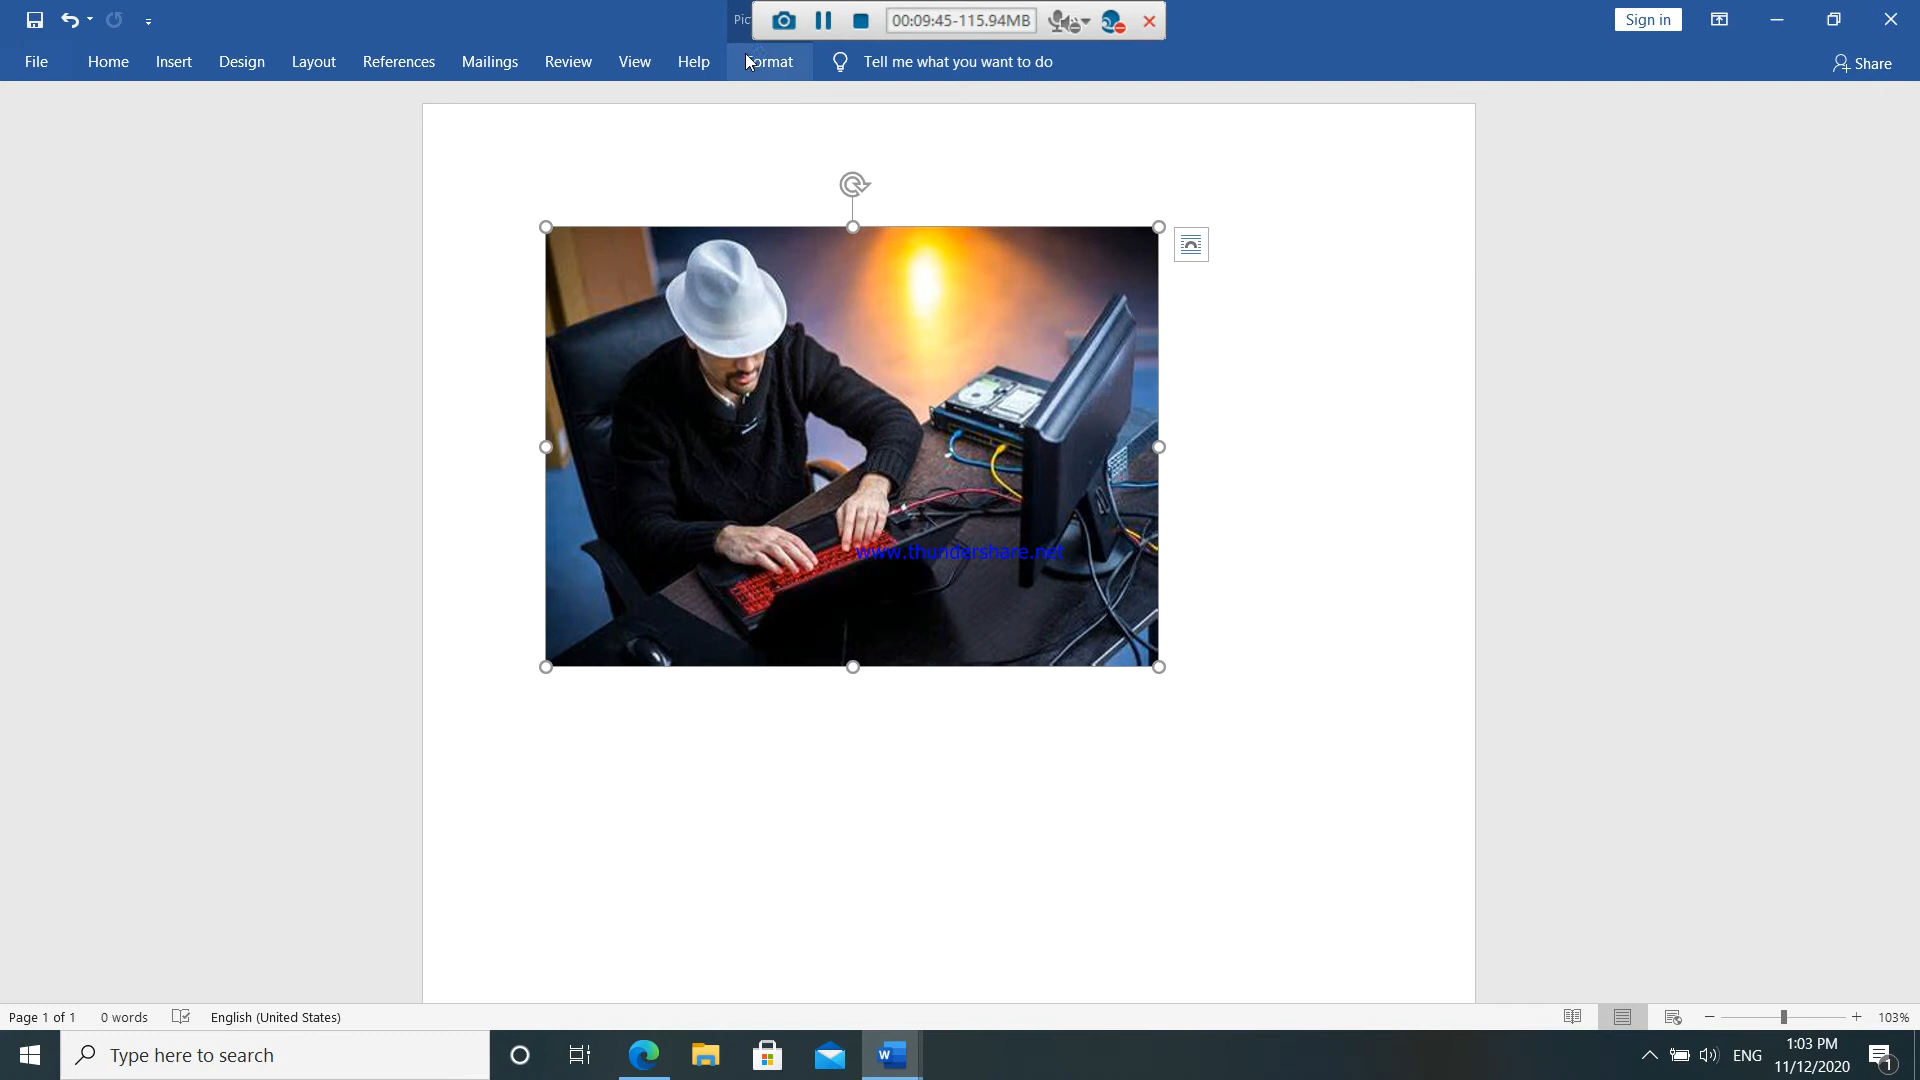 Pic
00:09:45-115.94MB
Sign in
File
Home
Insert
Design
Layout
References
Mailings
Review
View
Help
Format
Tell me what you want to do
Share
www.thundershare.net
Page 1 of 1
0 words
English (United States)
103%
Type here to search
W
ENG
1:03 PM
11/12/2020
1